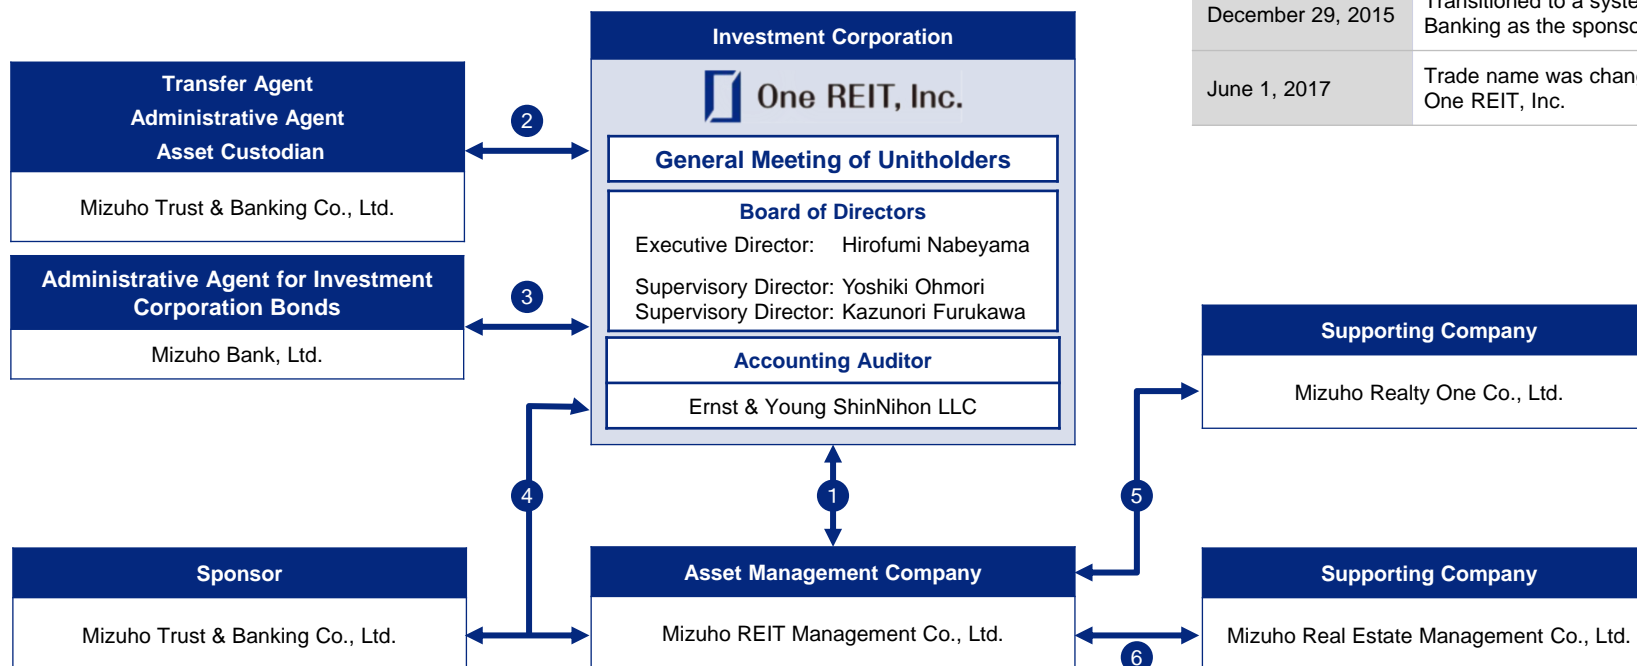 December 29, 2015
Transitioned to a system
Banking as the sponso
June 1, 2017
Trade name was chang
One REIT, Inc.
Investment Corporation
One REIT, Inc.
General Meeting of Unitholders
Board of Directors
Executive Director: Hirofumi Nabeyama
Supervisory Director: Yoshiki Ohmori
Supervisory Director: Kazunori Furukawa
Accounting Auditor
Ernst & Young ShinNihon LLC
Transfer Agent
Administrative Agent
Asset Custodian
Mizuho Trust & Banking Co., Ltd.
2
Administrative Agent for Investment
Corporation Bonds
Mizuho Bank, Ltd.
3
Supporting Company
Mizuho Realty One Co., Ltd.
4
1
5
Sponsor
Mizuho Trust & Banking Co., Ltd.
Asset Management Company
Mizuho REIT Management Co., Ltd.
Supporting Company
Mizuho Real Estate Management Co., Ltd.
6